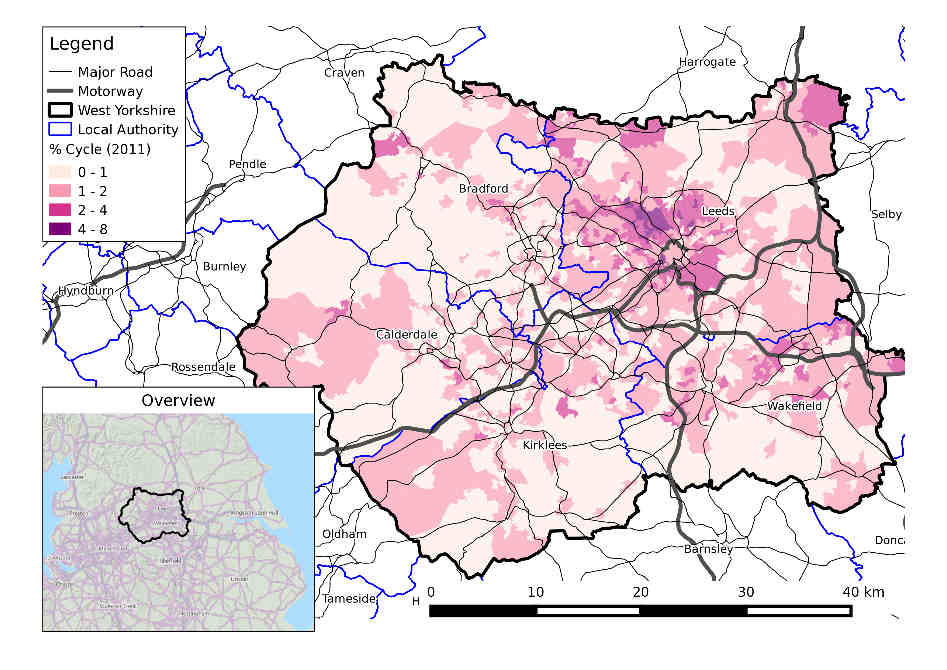 Legend
Major Road
Motorway
West Yorkshire
Local Authority
% Cycle (2011)
0 - 1
1 - 2
2 - 4
4 - 8
Craven
Harrogate
Pendle
Bradford
Leeds
Selby
Burnley
Hyndburn
Calderdale
Rossendale
Wakefield
Kirklees
Oldham
Barnsley
Donca
Tameside
H
Overview
0 10 20 30 40 km